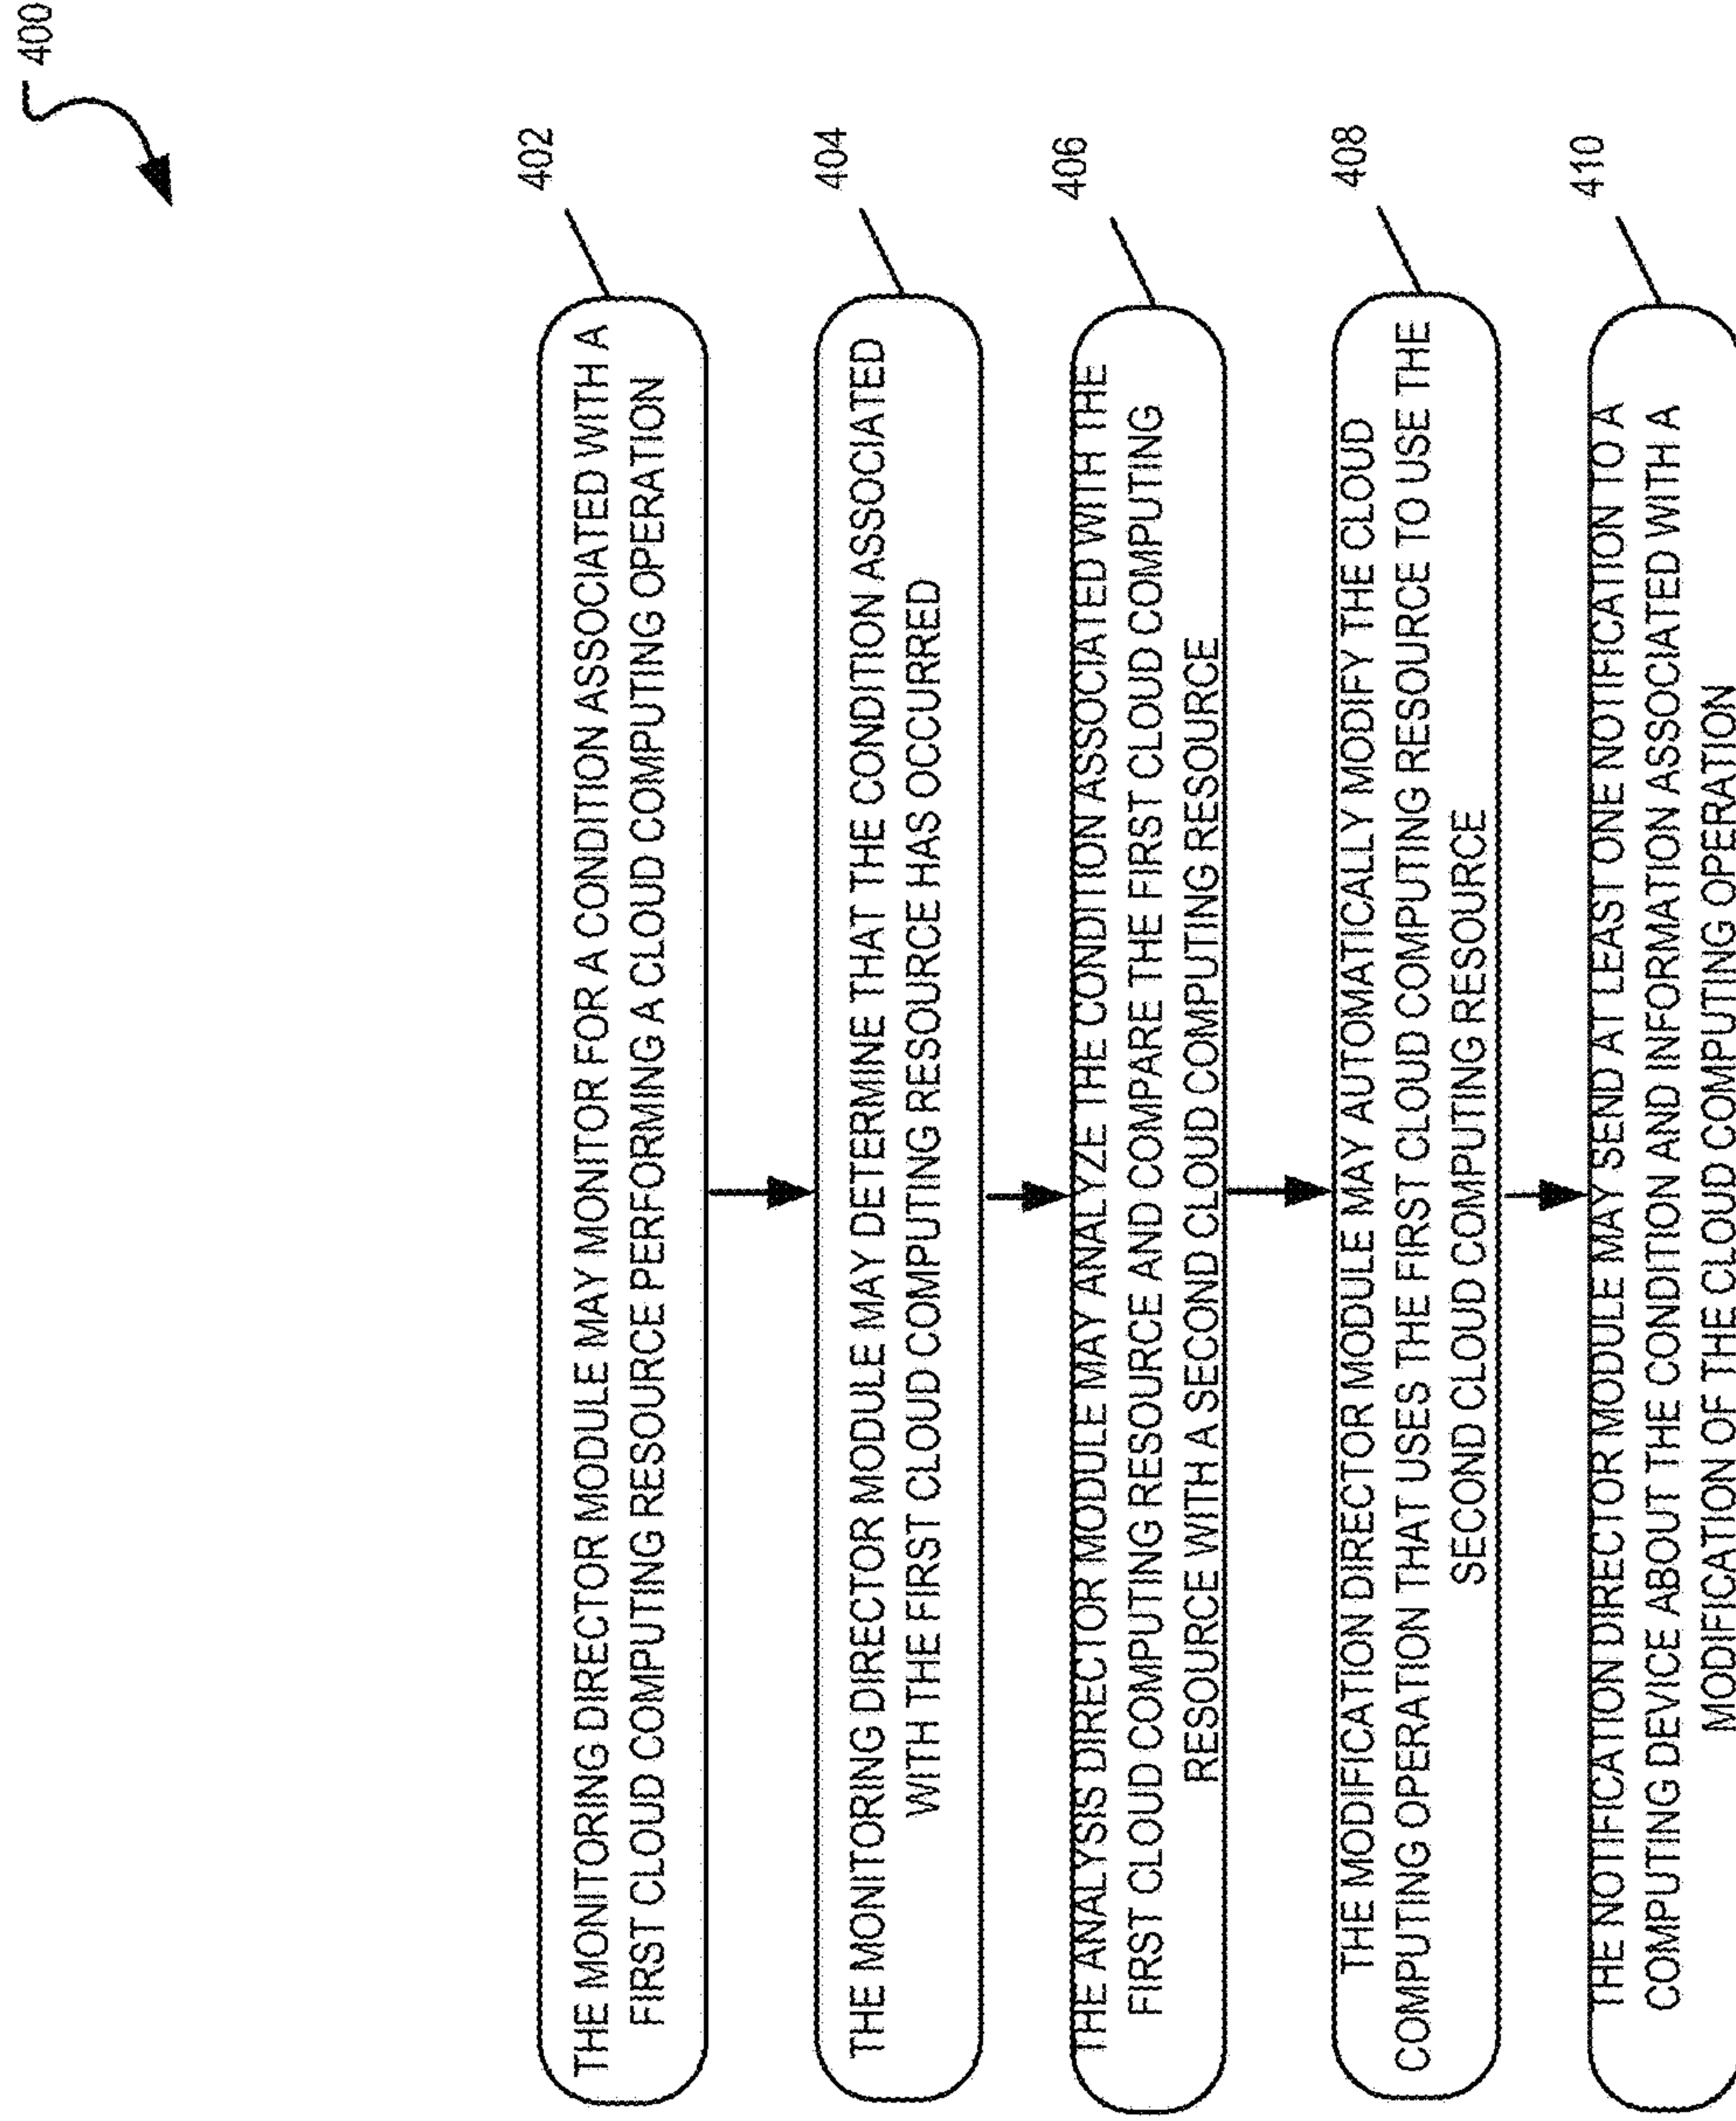 400
402
THE MONITORING DIRECTOR MODULE MAY MONITOR FOR A CONDITION ASSOCIATED WITH A
FIRST CLOUD COMPUTING RESOURCE PERFORMING A CLOUD COMPUTING OPERATION
404
THE MONITORING DIRECTOR MODULE MAY DETERMINE THAT THE CONDITION ASSOCIATED
WITH THE FIRST CLOUD COMPUTING RESOURCE HAS OCCURRED
406
THE ANALYSIS DIRECTOR MODULE MAY ANALYZE THE CONDITION ASSOCIATED WITH THE
FIRST CLOUD COMPUTING RESOURCE AND COMPARE THE FIRST CLOUD COMPUTING
RESOURCE WITH A SECOND CLOUD COMPUTING RESOURCE
408
THE MODIFICATION DIRECTOR MODULE MAY AUTOMATICALLY MODIFY THE CLOUD
COMPUTING OPERATION THAT USES THE FIRST CLOUD COMPUTING RESOURCE TO USE THE
SECOND CLOUD COMPUTING RESOURCE
410
THE NOTIFICATION DIRECTOR MODULE MAY SEND AT LEAST ONE NOTIFICATION TO A
COMPUTING DEVICE ABOUT THE CONDITION AND INFORMATION ASSOCIATED WITH A
MODIFICATION OF THE CLOUD COMPUTING OPERATION